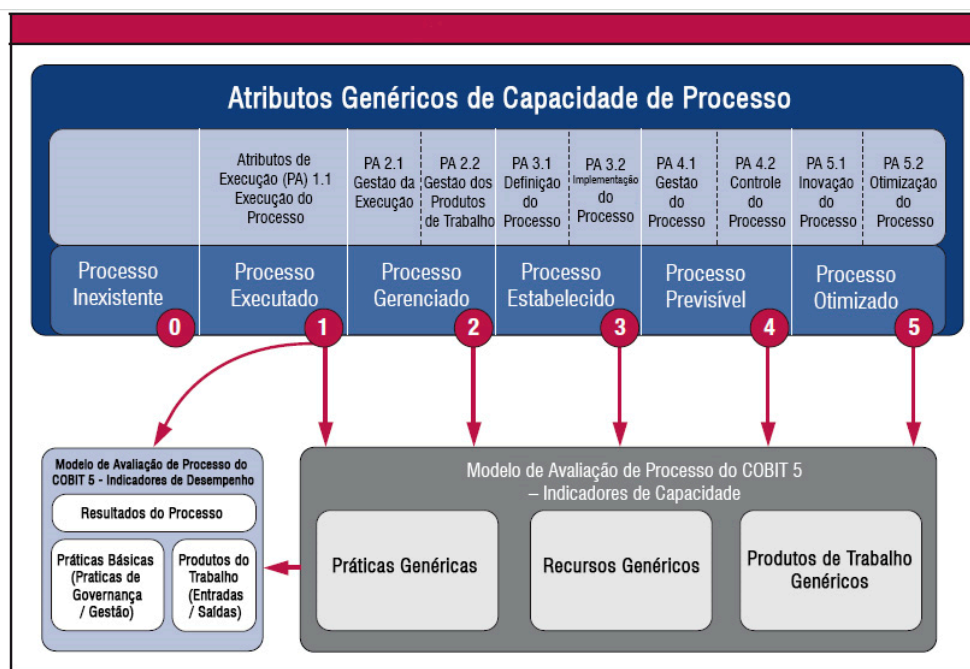 Atributos Genéricos de Capacidade de Processo
Atributos de
Execução (PA) 1.1
Execução do
Processo
PA 2.1
Gestão da
Execução
PA 2.2
Gestão dos
Produtos
de Trabalho
PA 3.1
Definição
do
Processo
PA 3.2
Implementação
do
Processo
PA 4.1
Gestão
do
Processo
PA 4.2
Controle
do
Processo
PA 5.1
Inovação
do
Processo
PA 5.2
Otimização
do
Processo
Processo
Inexistente
0
Processo
Executado
1
Processo
Gerenciado
2
Processo
Estabelecido
3
Processo
Previsível
4
Processo
Otimizado
5
Modelo de Avaliação de Processo do
COBIT 5 - Indicadores de Desempenho
Resultados do Processo
Práticas Básicas
(Praticas de
Governança
/ Gestão)
Produtos do
Trabalho
(Entradas
/ Saídas)
Modelo de Avaliação de Processo do COBIT 5
– Indicadores de Capacidade
Práticas Genéricas
Recursos Genéricos
Produtos de Trabalho
Genéricos